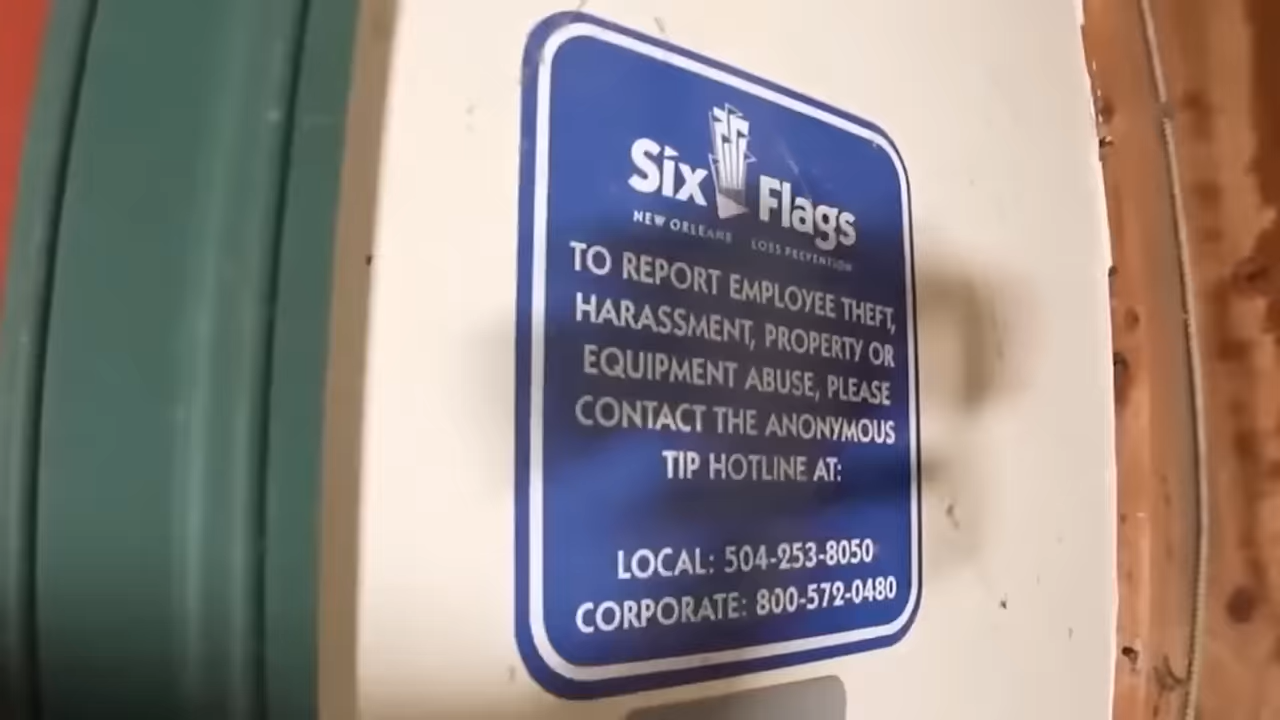 Six Flags
NEW ORLEANS LOSS PREVENTION
TO REPORT EMPLOYEE THEFT,
HARASSMENT, PROPERTY OR
EQUIPMENT ABUSE, PLEASE
CONTACT THE ANONYMOUS
TIP HOTLINE AT:
LOCAL: 504-253-8050
CORPORATE: 800-572-0480